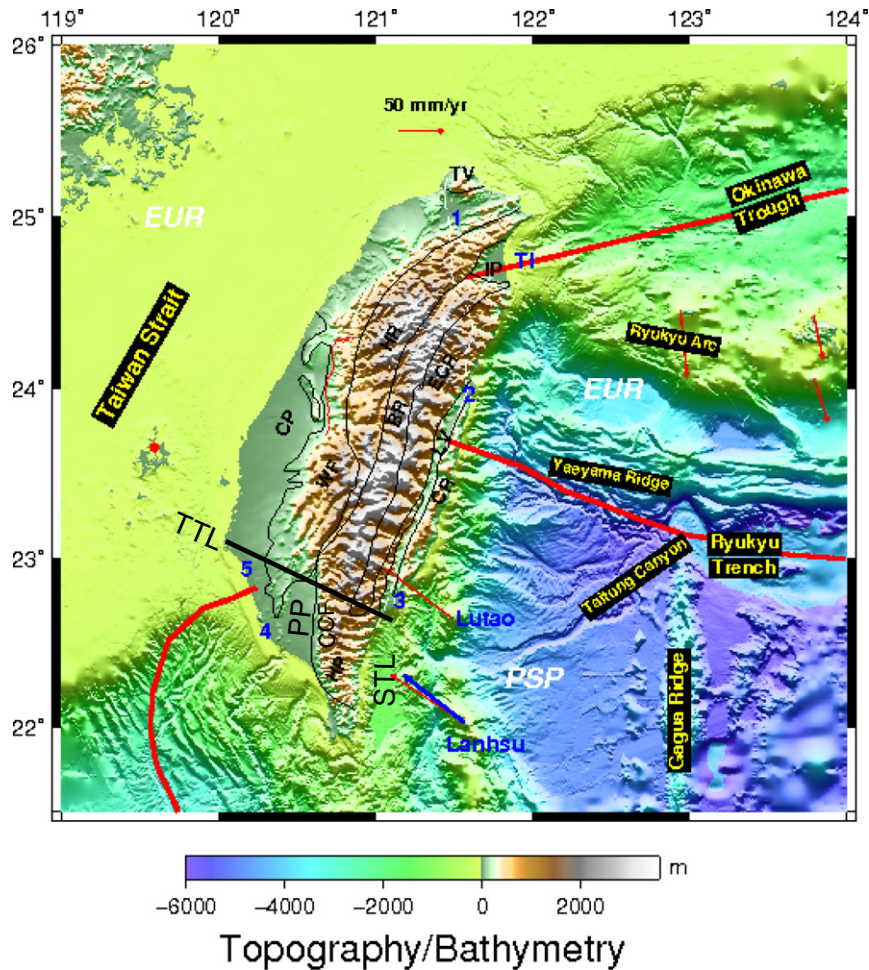 119° 120° 121° 122° 123° 124°
26°
50 mm/yr
TV
Okinawa
Trough
EUR
25°
1
TI
IP
Taiwan Strait
Ryukyu Arc
HR
24°
ECR
EUR
2
BR
CP
LV
Yaeyama Ridge
WF
CR
TTL
23°
Ryukyu
Trench
Taitung Canyon
5
3
Lutao
4
PP
COF
STL
PSP
Gagua Ridge
22°
Lanhsu
m
−6000 −4000 −2000 0 2000
Topography/Bathymetry